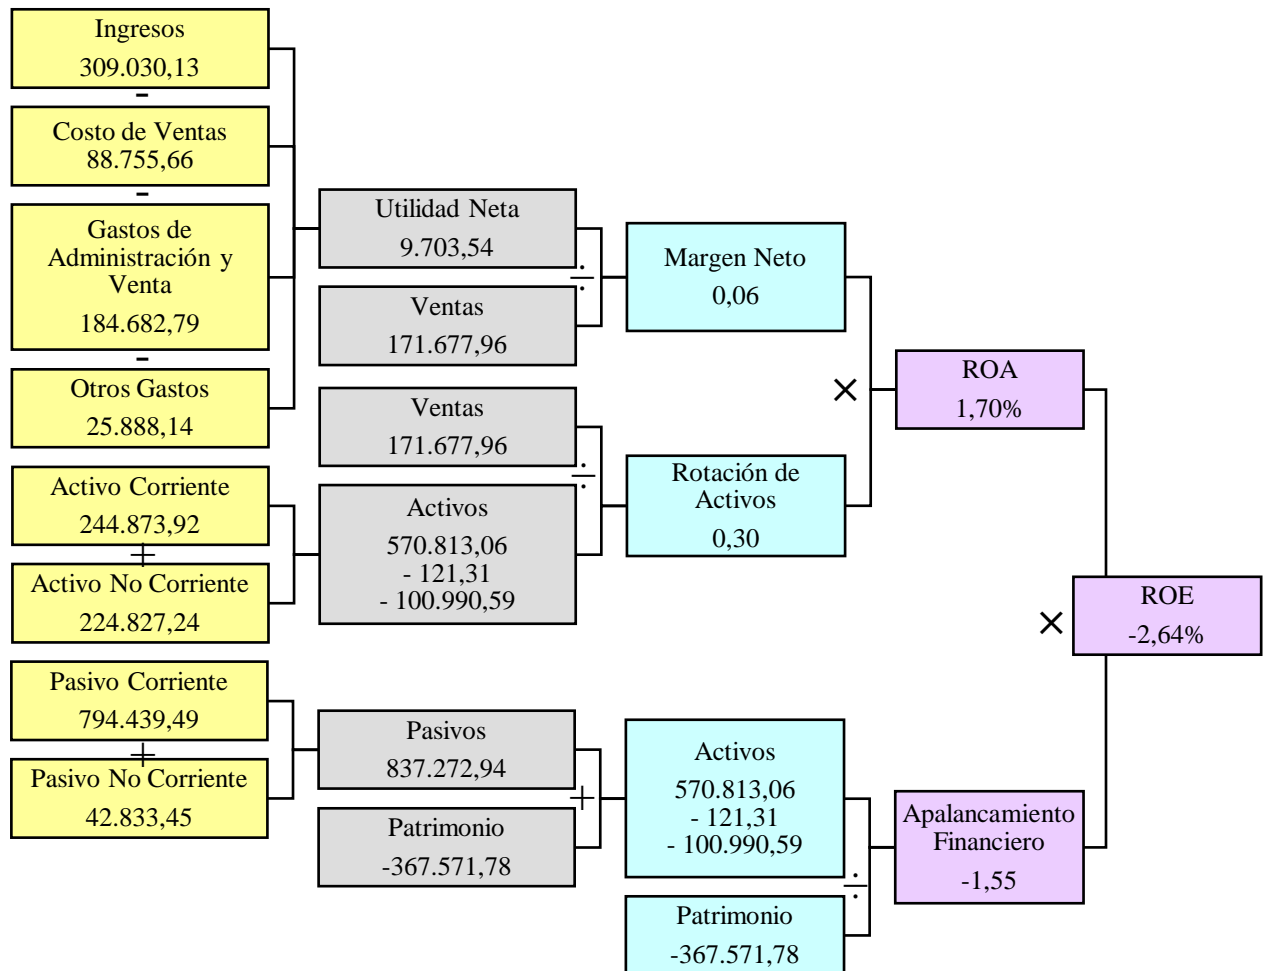 Ingresos
309.030,13
-
Costo de Ventas
88.755,66
-
Gastos de
Administración y
Venta
184.682,79
-
Otros Gastos
25.888,14
Activo Corriente
244.873,92
+
Activo No Corriente
224.827,24
Pasivo Corriente
794.439,49
+
Pasivo No Corriente
42.833,45
Utilidad Neta
9.703,54
÷
Ventas
171.677,96
Ventas
171.677,96
÷
Activos
570.813,06
- 121,31
- 100.990,59
Pasivos
837.272,94
+
Patrimonio
-367.571,78
Margen Neto
0,06
×
Rotación de
Activos
0,30
Activos
570.813,06
- 121,31
- 100.990,59
÷
Patrimonio
-367.571,78
ROA
1,70%
×
Apalancamiento
Financiero
-1,55
ROE
-2,64%